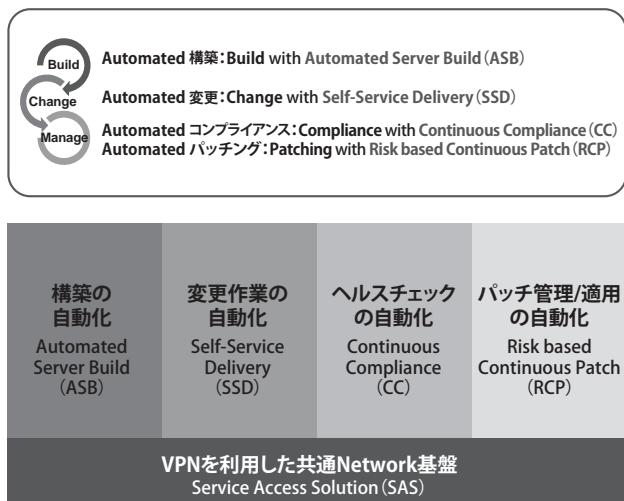 Build
Automated 構築：Build with Automated Server Build（ASB）
Change
Automated 変更：Change with Self-Service Delivery（SSD）
Manage
Automated コンプライアンス：Compliance with Continuous Compliance（CC）
Automated パッチング：Patching with Risk based Continuous Patch（RCP）
構築の
自動化
Automated
Server Build
（ASB）
変更作業の
自動化
Self-Service
Delivery
（SSD）
ヘルスチェック
の自動化
Continuous
Compliance
（CC）
パッチ管理/適用
の自動化
Risk based
Continuous Patch
（RCP）
VPNを利用した共通Network基盤
Service Access Solution（SAS）